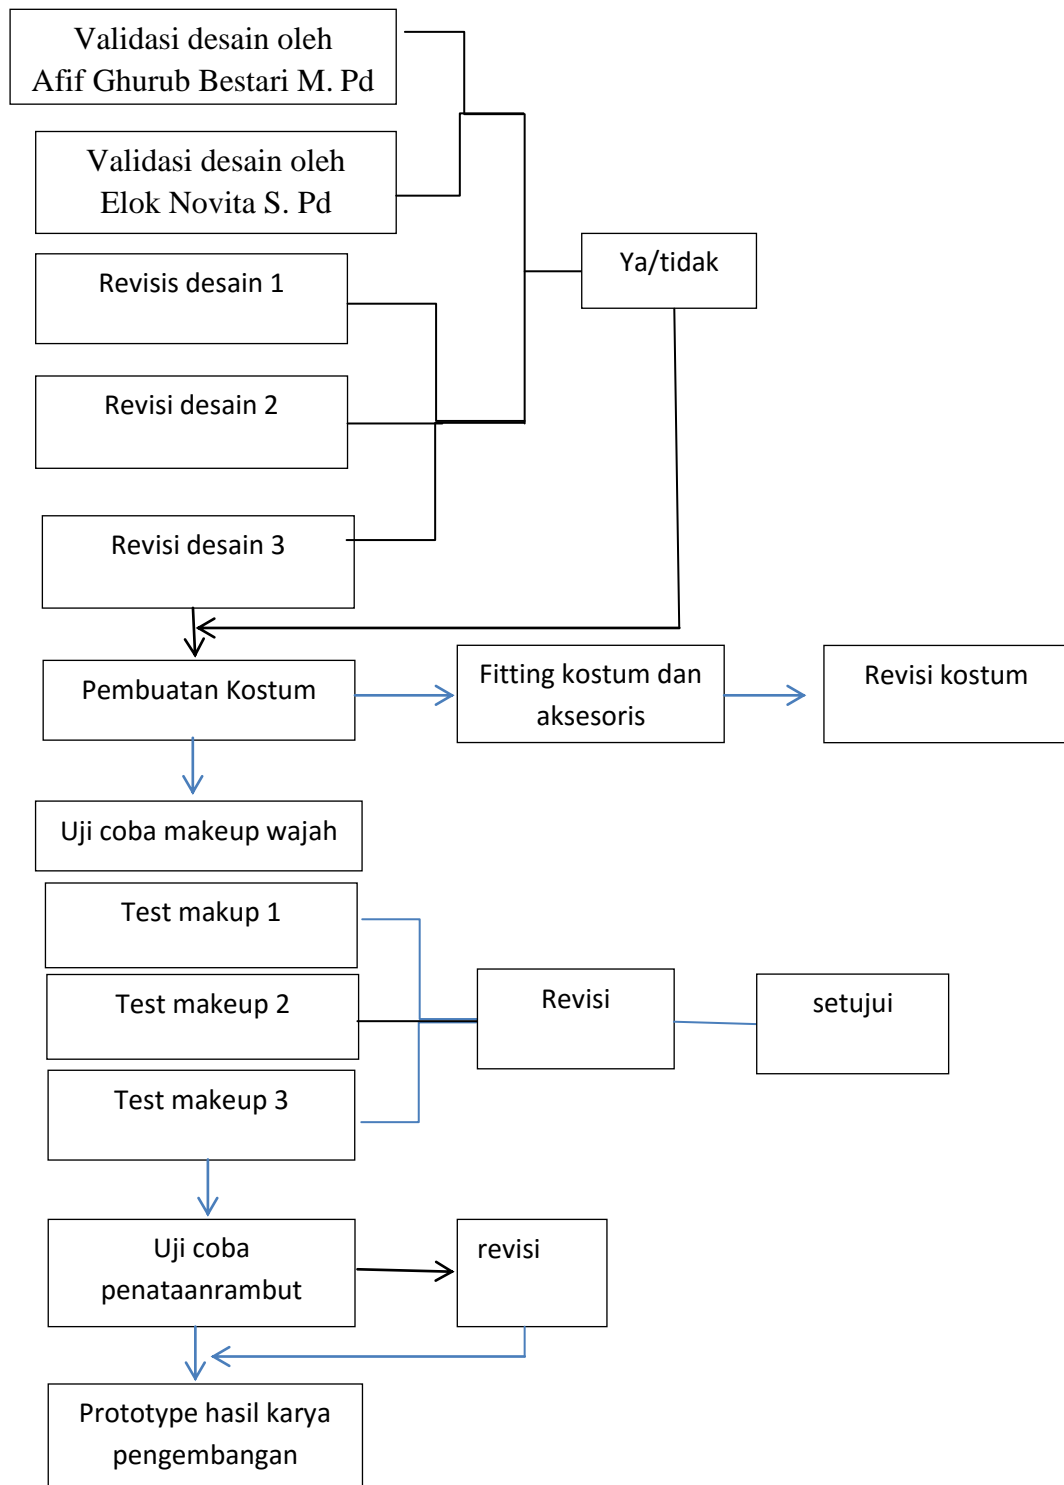 Validasi desain oleh
Afif Ghurub Bestari M. Pd
Validasi desain oleh
Elok Novita S. Pd
Ya/tidak
Revisis desain 1
Revisi desain 2
Revisi desain 3
Pembuatan Kostum
Fitting kostum dan
aksesoris
Revisi kostum
Uji coba makeup wajah
Test makup 1
Test makeup 2
Revisi
setujui
Test makeup 3
Uji coba
penataanrambut
revisi
Prototype hasil karya
pengembangan